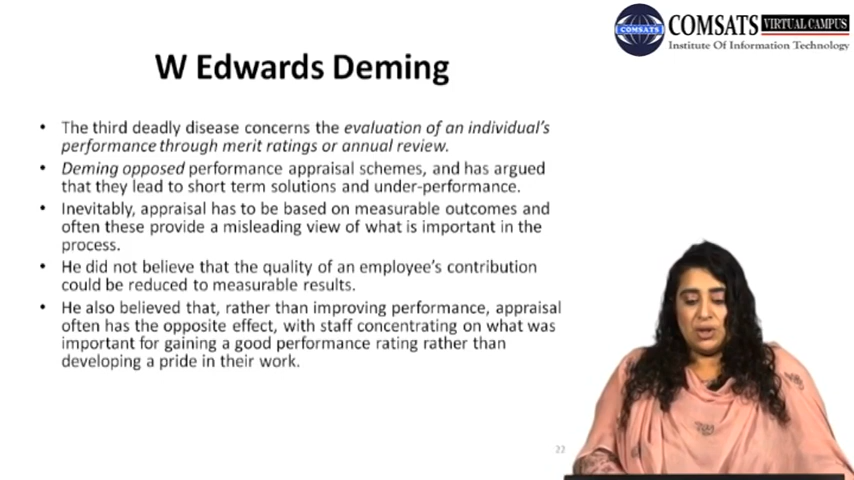 COMSATS VIRTUAL CAMPUS
Institute Of Information Technology
COMSATS
W Edwards Deming
• The third deadly disease concerns the evaluation of an individual's
performance through merit ratings or annual review.
• Deming opposed performance appraisal schemes, and has argued
that they lead to short term solutions and under-performance.
• Inevitably, appraisal has to be based on measurable outcomes and
often these provide a misleading view of what is important in the
process.
• He did not believe that the quality of an employee's contribution
could be reduced to measurable results.
• He also believed that, rather than improving performance, appraisal
often has the opposite effect, with staff concentrating on what was
important for gaining a good performance rating rather than
developing a pride in their work.
22